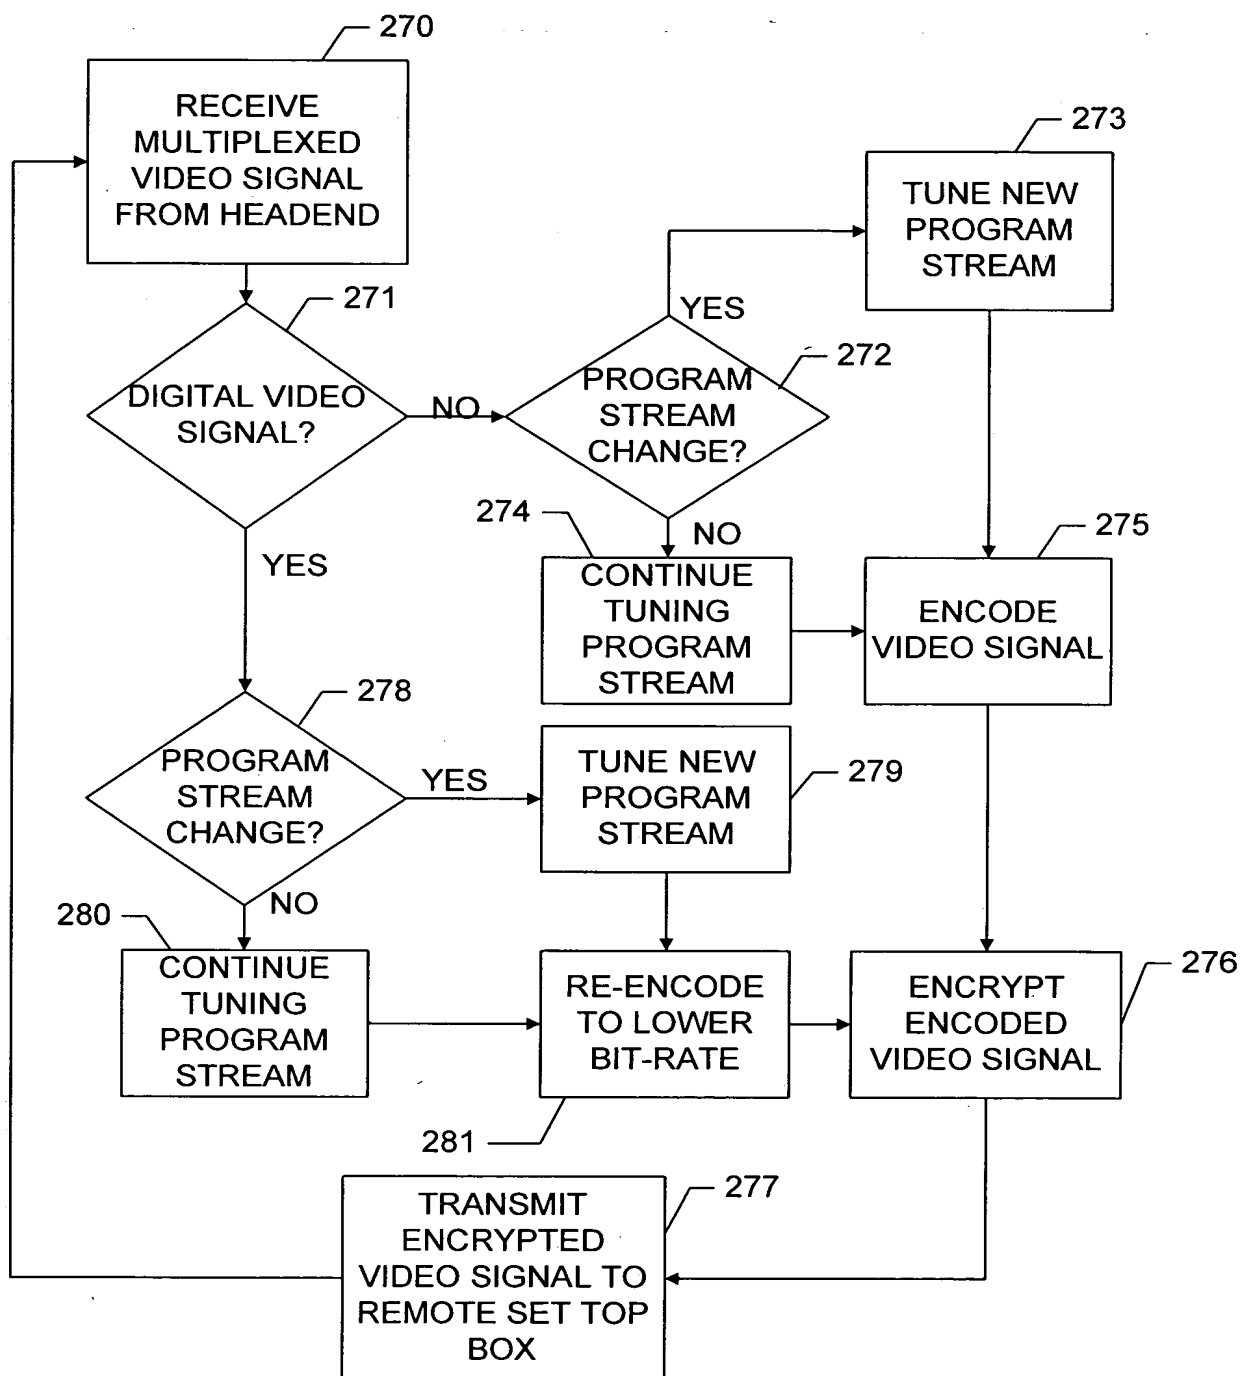 270
RECEIVE
MULTIPLEXED
VIDEO SIGNAL
FROM HEADEND
271
DIGITAL VIDEO
SIGNAL?
NO
YES
272
PROGRAM
STREAM
CHANGE?
YES
NO
273
TUNE NEW
PROGRAM
STREAM
274
CONTINUE
TUNING
PROGRAM
STREAM
275
ENCODE
VIDEO SIGNAL
278
PROGRAM
STREAM
CHANGE?
YES
NO
279
TUNE NEW
PROGRAM
STREAM
280
CONTINUE
TUNING
PROGRAM
STREAM
281
RE-ENCODE
TO LOWER
BIT-RATE
276
ENCRYPT
ENCODED
VIDEO SIGNAL
277
TRANSMIT
ENCRYPTED
VIDEO SIGNAL TO
REMOTE SET TOP
BOX